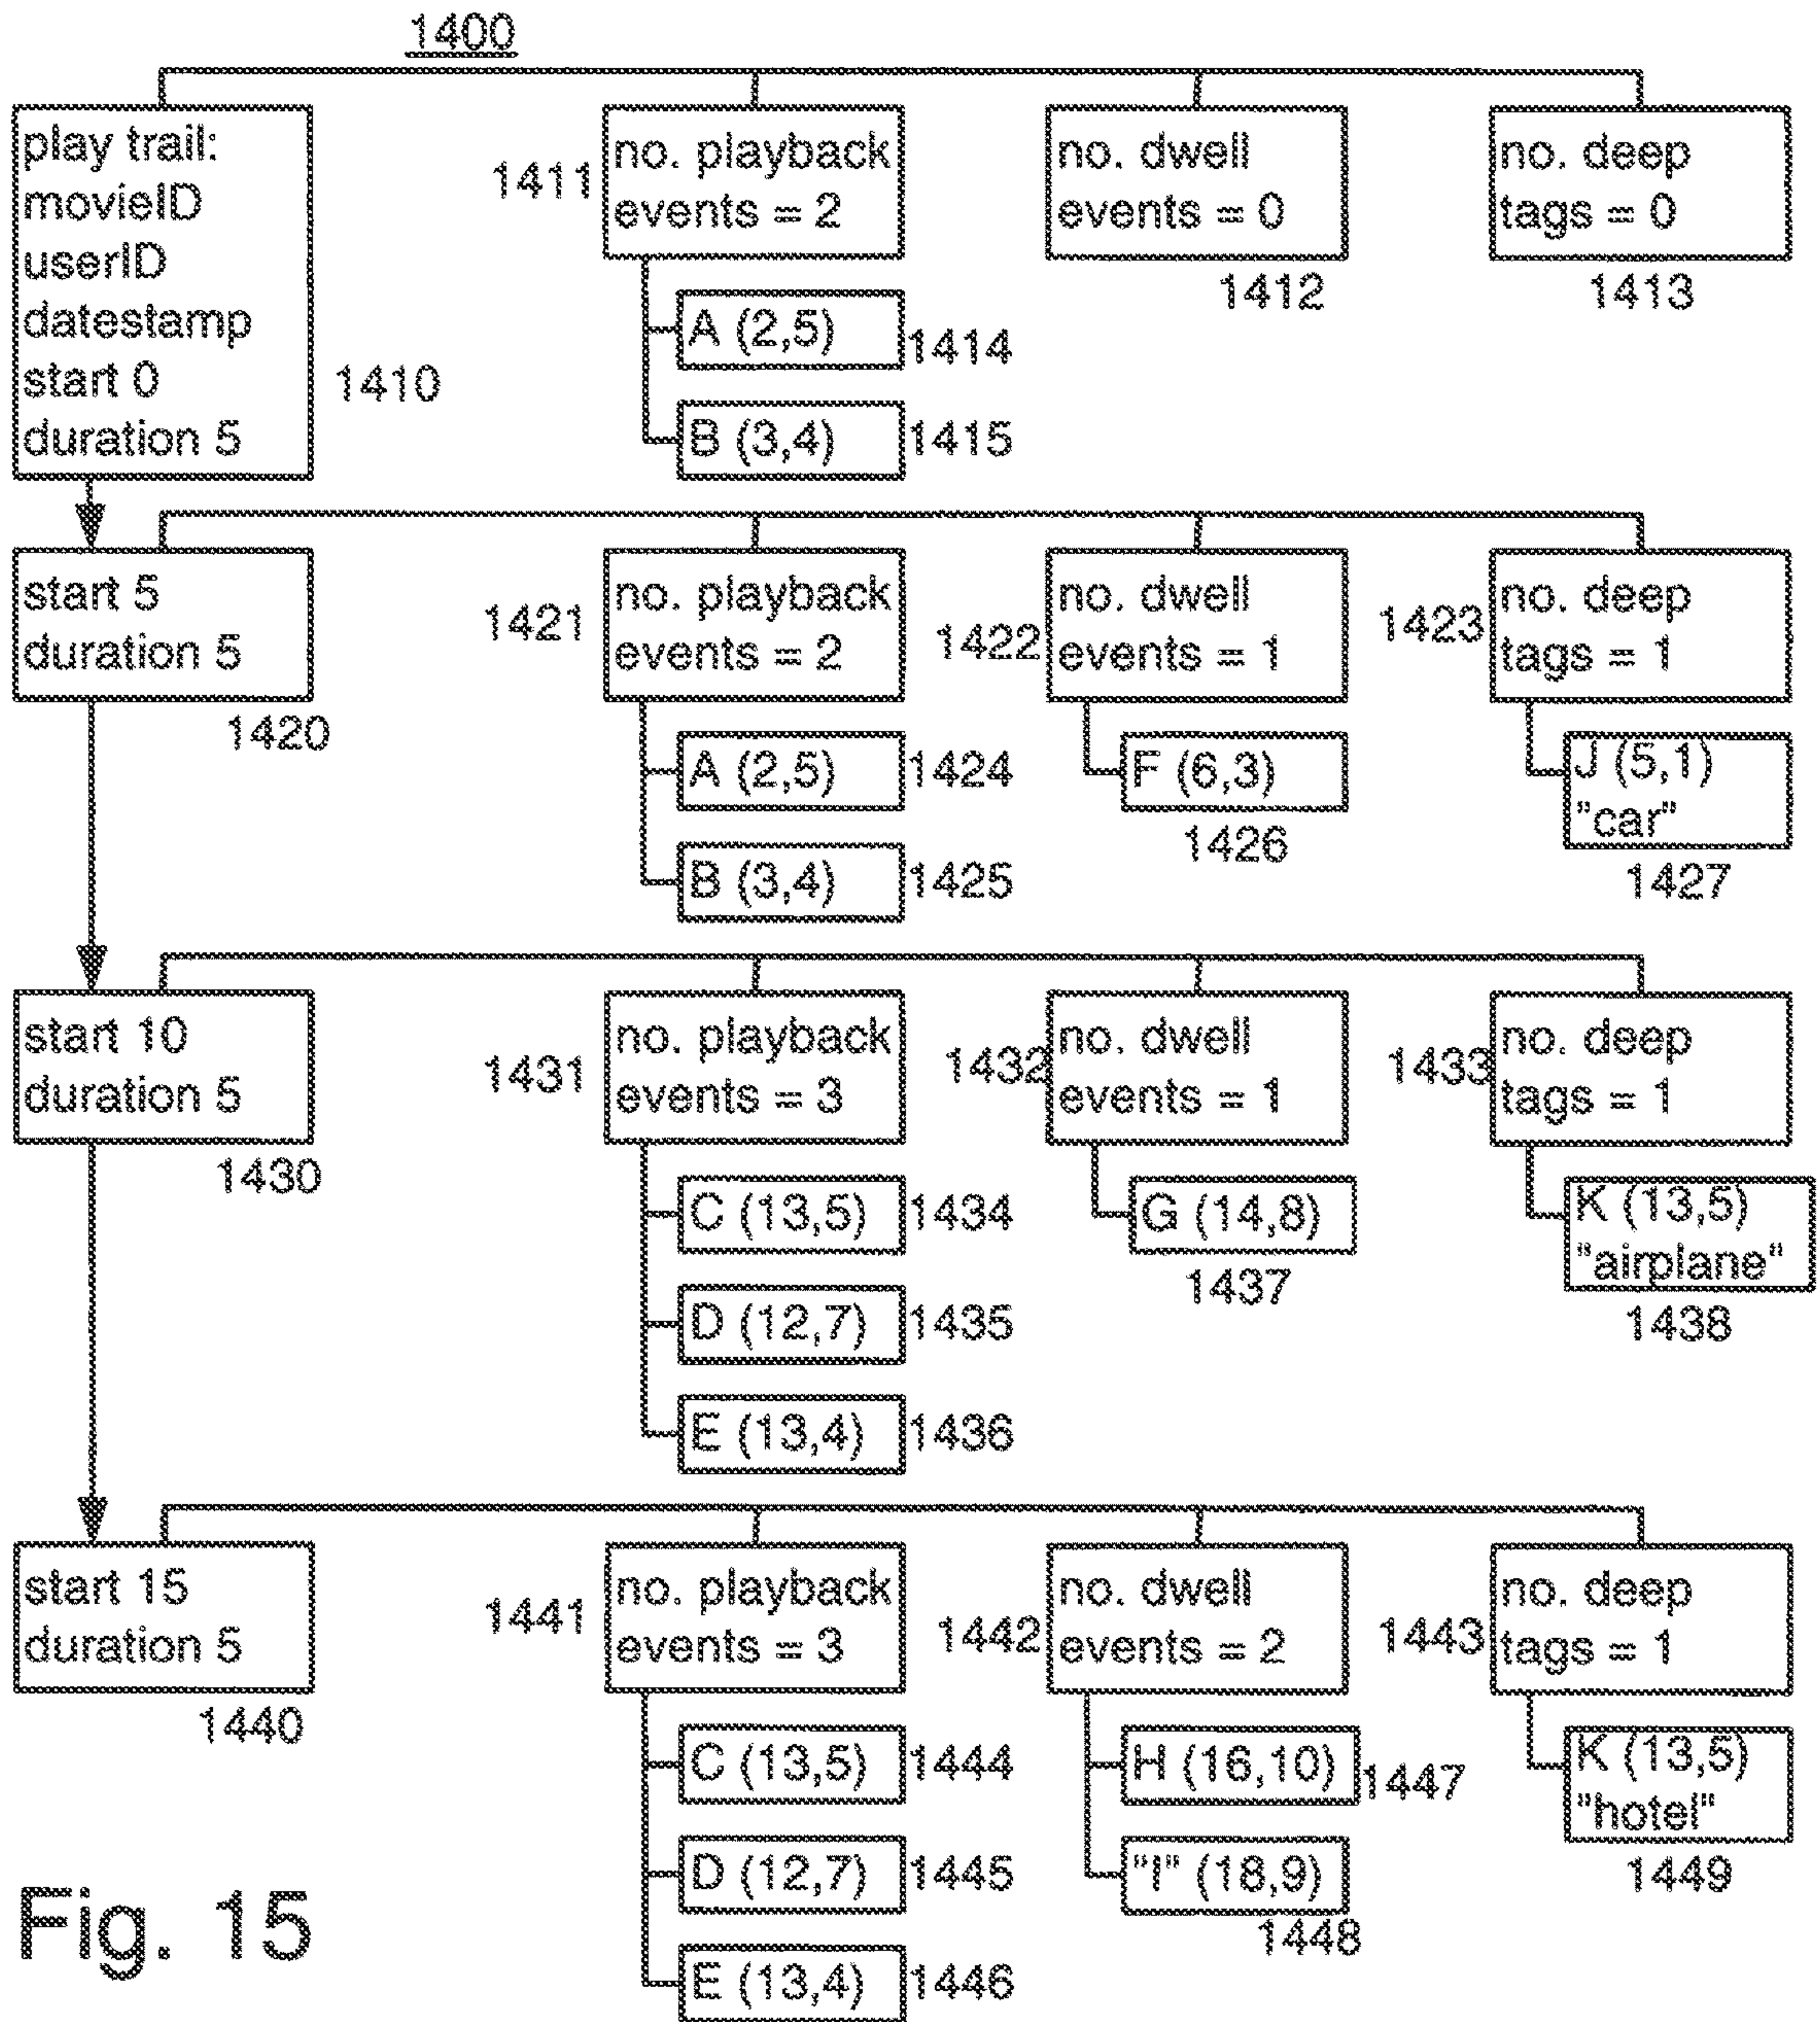 1400
play trail:
movieID
userID
datestamp
start 0
duration 5
1410
1411
no. playback
events = 2
A (2,5)
1414
B (3,4)
1415
no. dwell
events = 0
1412
no. deep
tags = 0
1413
start 5
duration 5
1420
1421
no. playback
events = 2
A (2,5)
1424
B (3,4)
1425
1422
no. dwell
events = 1
F (6,3)
1426
1423
no. deep
tags = 1
J (5,1)
"car"
1427
start 10
duration 5
1430
1431
no. playback
events = 3
C (13,5)
1434
D (12,7)
1435
E (13,4)
1436
1432
no. dwell
events = 1
G (14,8)
1437
1433
no. deep
tags = 1
K (13,5)
"airplane"
1438
start 15
duration 5
1440
1441
no. playback
events = 3
C (13,5)
1444
D (12,7)
1445
E (13,4)
1446
1442
no. dwell
events = 2
H (16,10)
1447
"I" (18,9)
1448
1443
no. deep
tags = 1
K (13,5)
"hotel"
1449
Fig. 15